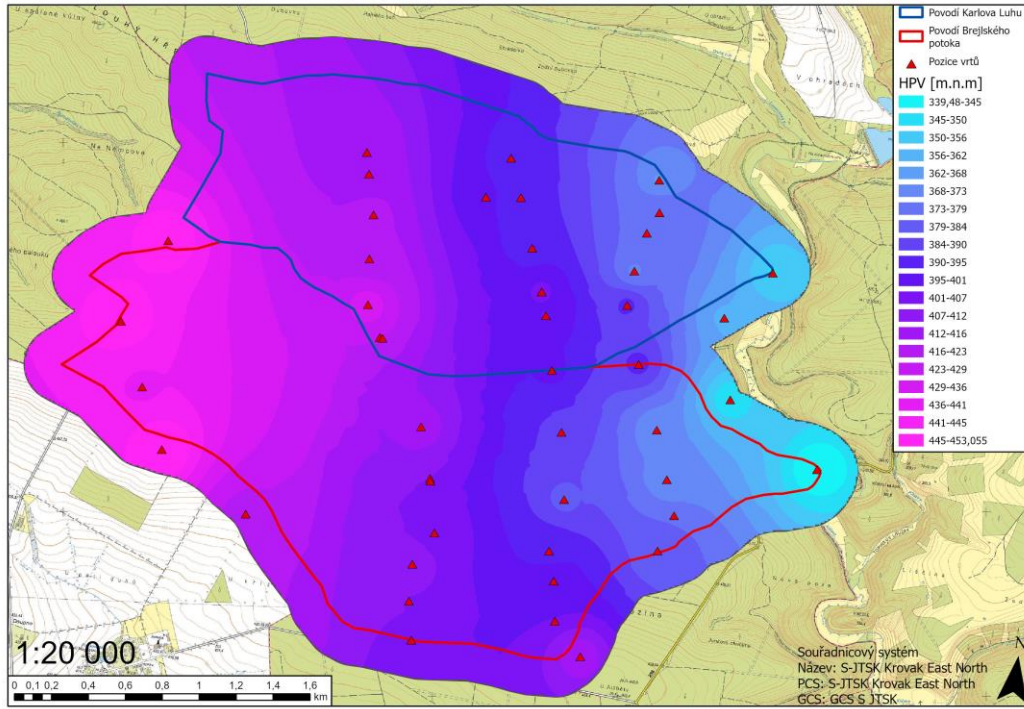 Povodí Karlova Luhu
Povodí Brejlského
potoka
Pozice vrtů
HPV [m.n.m]
339,48-345
345-350
350-356
356-362
362-368
368-373
373-379
379-384
384-390
390-395
395-401
401-407
407-412
412-416
416-423
423-429
429-436
436-441
441-445
445-453,055
V úhradách
Na Němpova
1:20 000
0 0,1 0,2 0,4 0,6 0,8 1 1,2 1,4 1,6
km
Souřadnicový systém
Název: S-JTSK Krovak East North
PCS: S-JTSK Krovak East North
GCS: GCS S JTSK
N